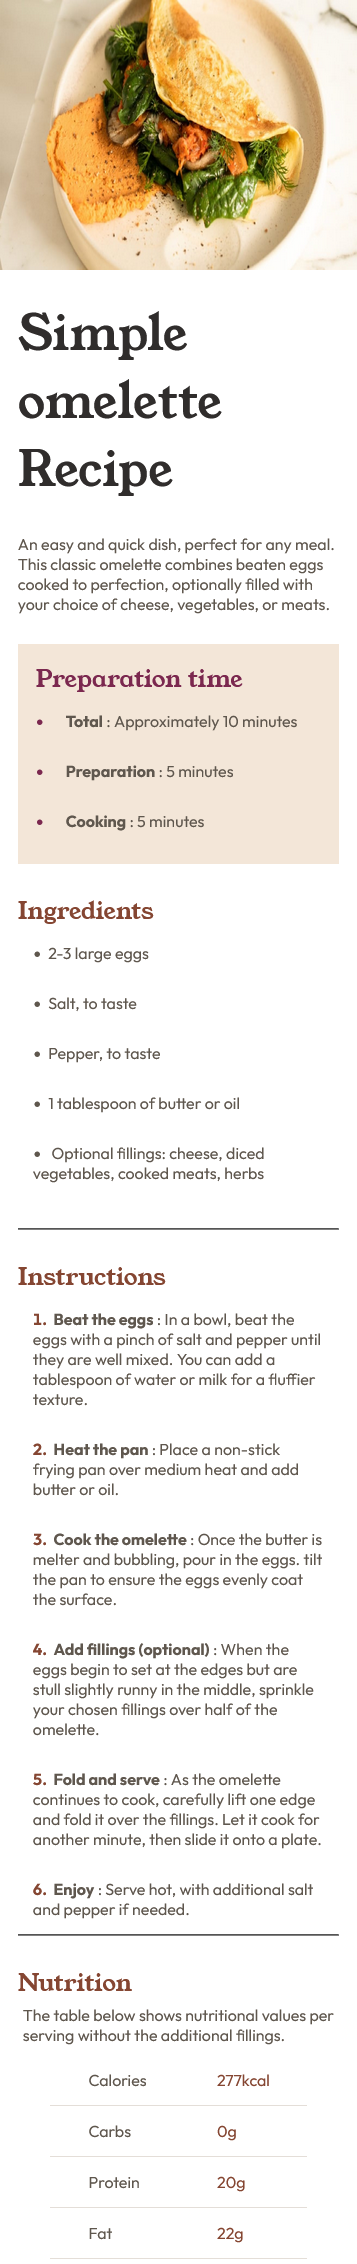 Simple
omelette
Recipe
An easy and quick dish, perfect for any meal.
This classic omelette combines beaten eggs
cooked to perfection, optionally filled with
your choice of cheese, vegetables, or meats.
Preparation time
• Total : Approximately 10 minutes
• Preparation : 5 minutes
• Cooking : 5 minutes
Ingredients
• 2-3 large eggs
• Salt, to taste
• Pepper, to taste
• 1 tablespoon of butter or oil
• Optional fillings: cheese, diced
vegetables, cooked meats, herbs
Instructions
1. Beat the eggs : In a bowl, beat the
eggs with a pinch of salt and pepper until
they are well mixed. You can add a
tablespoon of water or milk for a fluffier
texture.
2. Heat the pan : Place a non-stick
frying pan over medium heat and add
butter or oil.
3. Cook the omelette : Once the butter is
melter and bubbling, pour in the eggs. tilt
the pan to ensure the eggs evenly coat
the surface.
4. Add fillings (optional) : When the
eggs begin to set at the edges but are
stull slightly runny in the middle, sprinkle
your chosen fillings over half of the
omelette.
5. Fold and serve : As the omelette
continues to cook, carefully lift one edge
and fold it over the fillings. Let it cook for
another minute, then slide it onto a plate.
6. Enjoy : Serve hot, with additional salt
and pepper if needed.
Nutrition
The table below shows nutritional values per
serving without the additional fillings.
Calories 277kcal
Carbs 0g
Protein 20g
Fat 22g